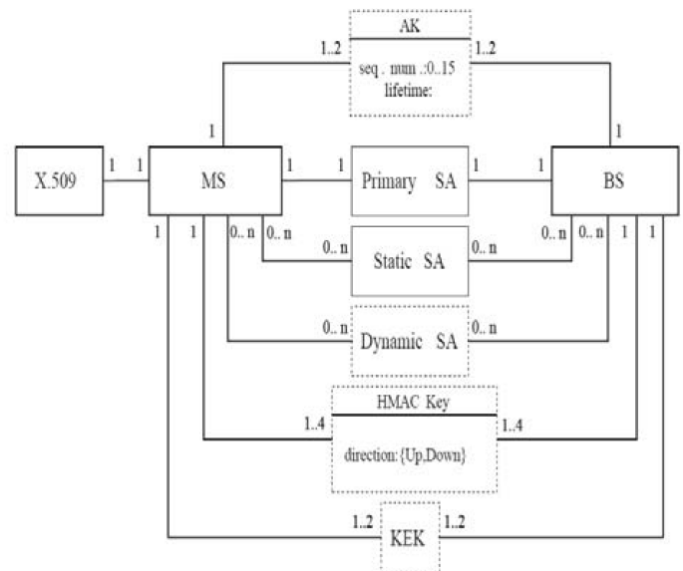 AK
1..2 1..2
seq . num .:0..15
lifetime:
1 1
1 1 1 1 1 1
X.509 MS Primary SA BS
1 1 0.. n 0.. n 0.. n 0.. n 0.. n 0.. n 1 1
Static SA
0.. n 0.. n
Dynamic SA
HMAC Key
1..4 1..4
direction:{Up,Down}
1..2 1..2
KEK